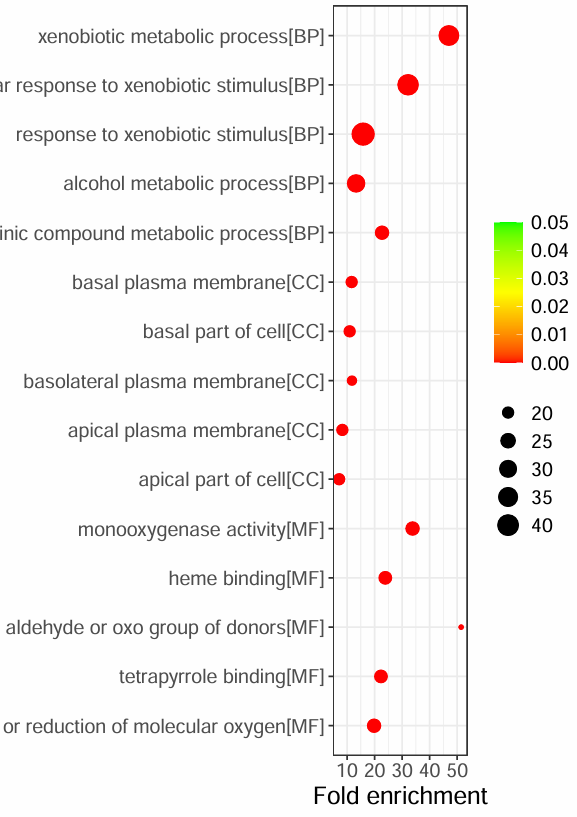 xenobiotic metabolic process[BP]
response to xenobiotic stimulus[BP]
response to xenobiotic stimulus[BP]
alcohol metabolic process[BP]
compound metabolic process[BP]
basal plasma membrane[CC]
basal part of cell[CC]
basolateral plasma membrane[CC]
apical plasma membrane[CC]
apical part of cell[CC]
monooxygenase activity[MF]
heme binding[MF]
aldehyde or oxo group of donors[MF]
tetrapyrrole binding[MF]
or reduction of molecular oxygen[MF]
10 20 30 40 50
Fold enrichment
0.05
0.04
0.03
0.02
0.01
0.00
20
25
30
35
40